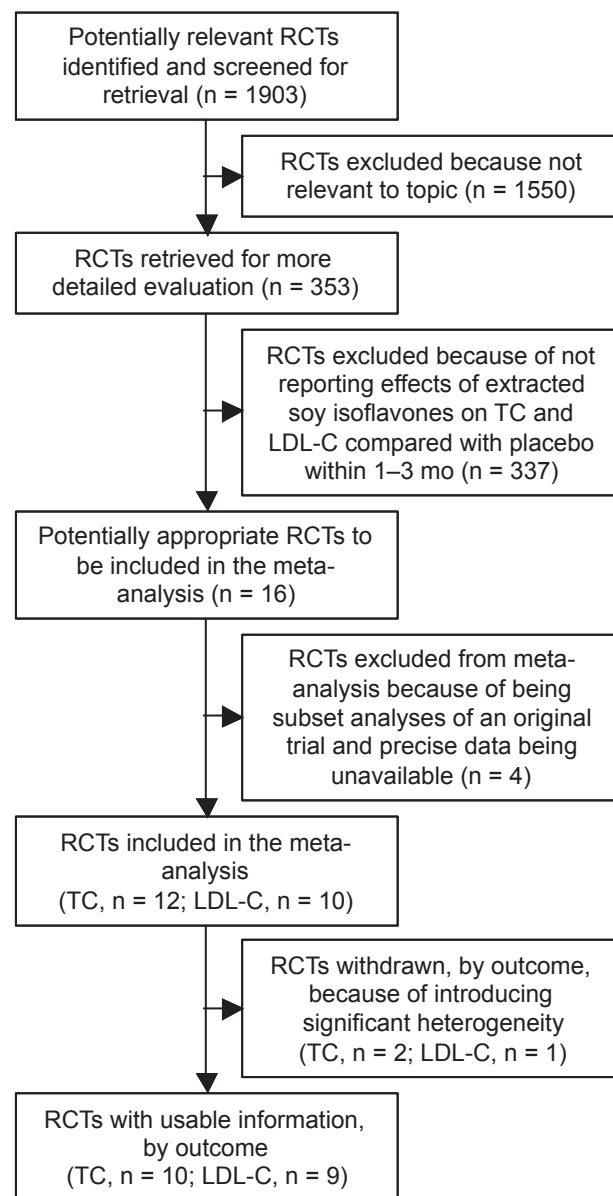 Potentially relevant RCTs
identified and screened for
retrieval (n = 1903)
RCTs excluded because not
relevant to topic (n = 1550)
RCTs retrieved for more
detailed evaluation (n = 353)
RCTs excluded because of not
reporting effects of extracted
soy isoflavones on TC and
LDL-C compared with placebo
within 1–3 mo (n = 337)
Potentially appropriate RCTs to
be included in the meta-
analysis (n = 16)
RCTs excluded from meta-
analysis because of being
subset analyses of an original
trial and precise data being
unavailable (n = 4)
RCTs included in the meta-
analysis
(TC, n = 12; LDL-C, n = 10)
RCTs withdrawn, by outcome,
because of introducing
significant heterogeneity
(TC, n = 2; LDL-C, n = 1)
RCTs with usable information,
by outcome
(TC, n = 10; LDL-C, n = 9)